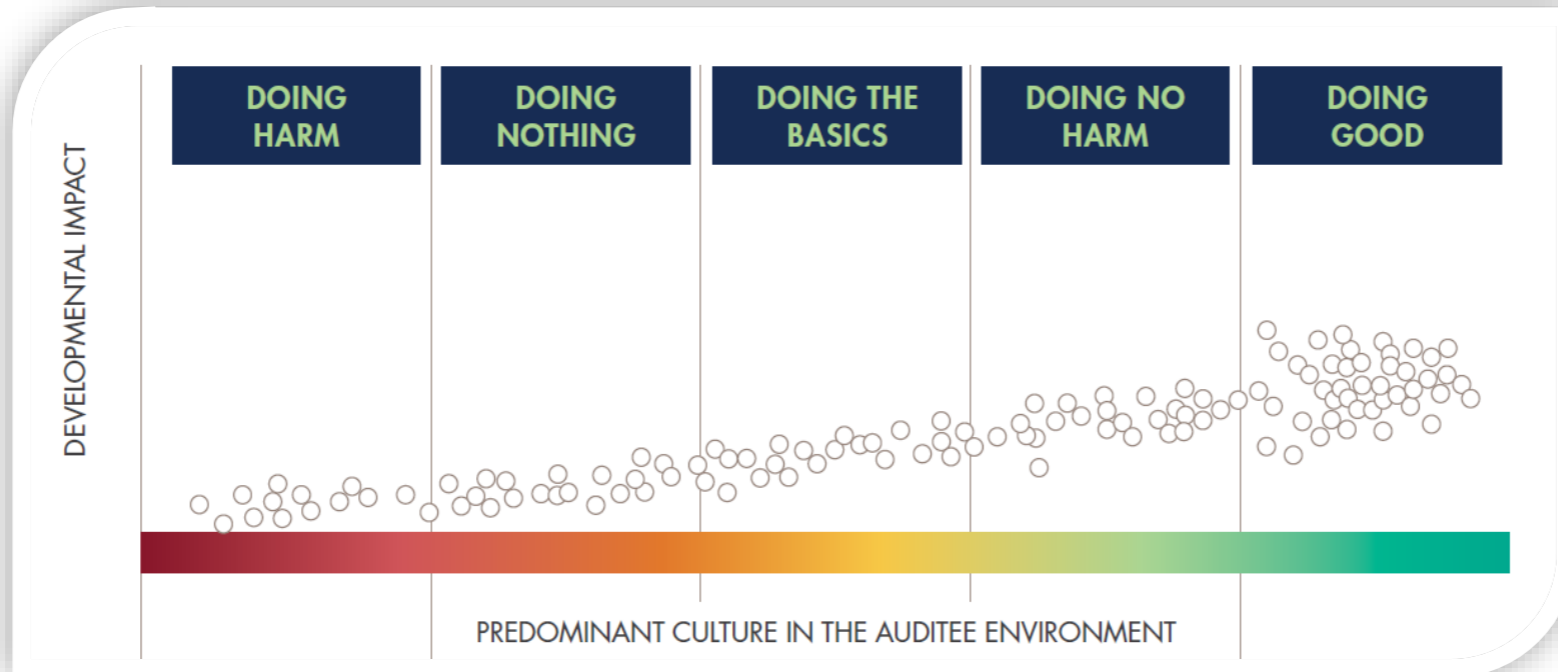 DOING
HARM
DOING
NOTHING
DOING THE
BASICS
DOING NO
HARM
DOING
GOOD
DEVELOPMENTAL IMPACT
PREDOMINANT CULTURE IN THE AUDITEE ENVIRONMENT